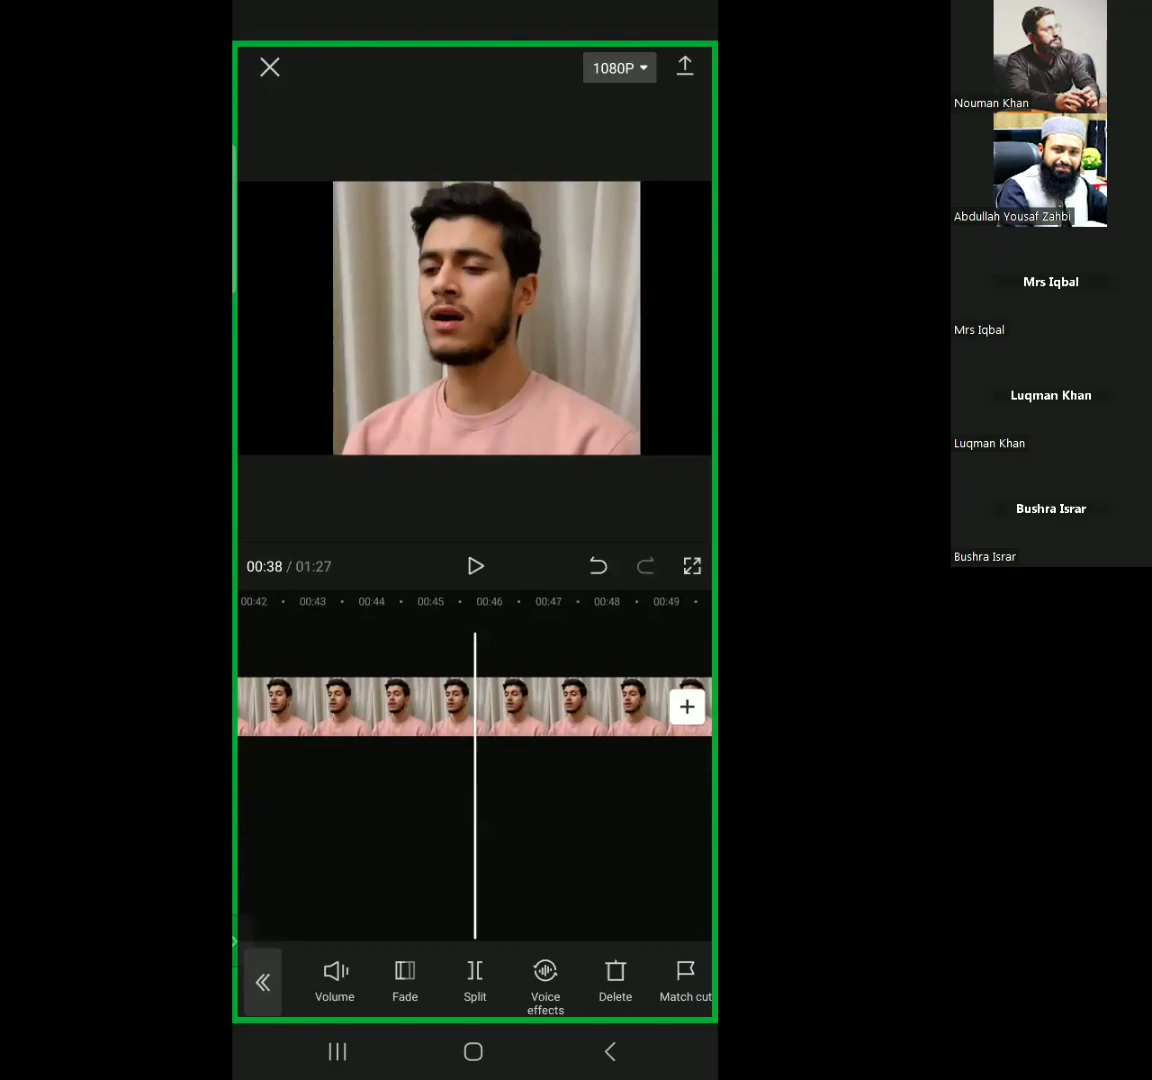 1080P
Nouman Khan
Abdullah Yousaf Zahbi
Mrs Iqbal
Mrs Iqbal
Luqman Khan
Luqman Khan
Bushra Israr
Bushra Israr
00:38 / 01:27
00:42 • 00:43 • 00:44 • 00:45 • 00:46 • 00:47 • 00:48 • 00:49 •
Volume
Fade
Split
Voice
effects
Delete
Match cut